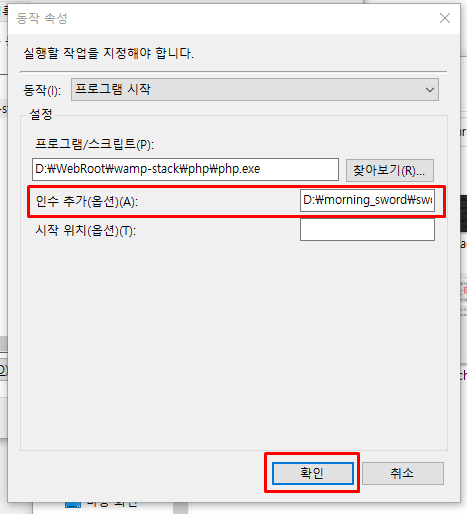 동작 속성
실행할 작업을 지정해야 합니다.
동작(I): 프로그램 시작
설정
프로그램/스크립트(P):
D:₩WebRoot₩wamp-stack₩php₩php.exe 찾아보기(R)...
인수 추가(옵션)(A): D:₩morning_sword₩swo
시작 위치(옵션)(T):
확인 취소